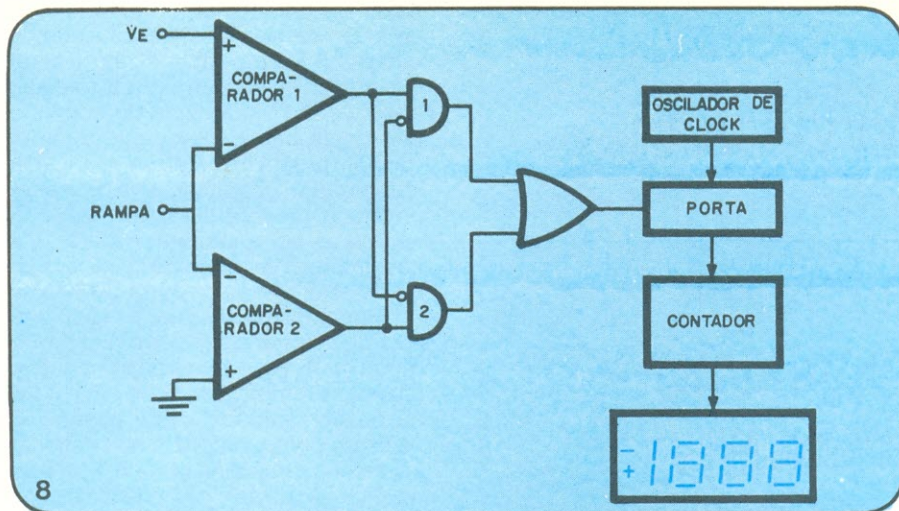 VE
+
COMPA-
RADOR 1
-
1
OSCILADOR DE
CLOCK
RAMPA
PORTA
-
COMPA-
RADOR 2
+
2
CONTADOR
-
+
1888
8